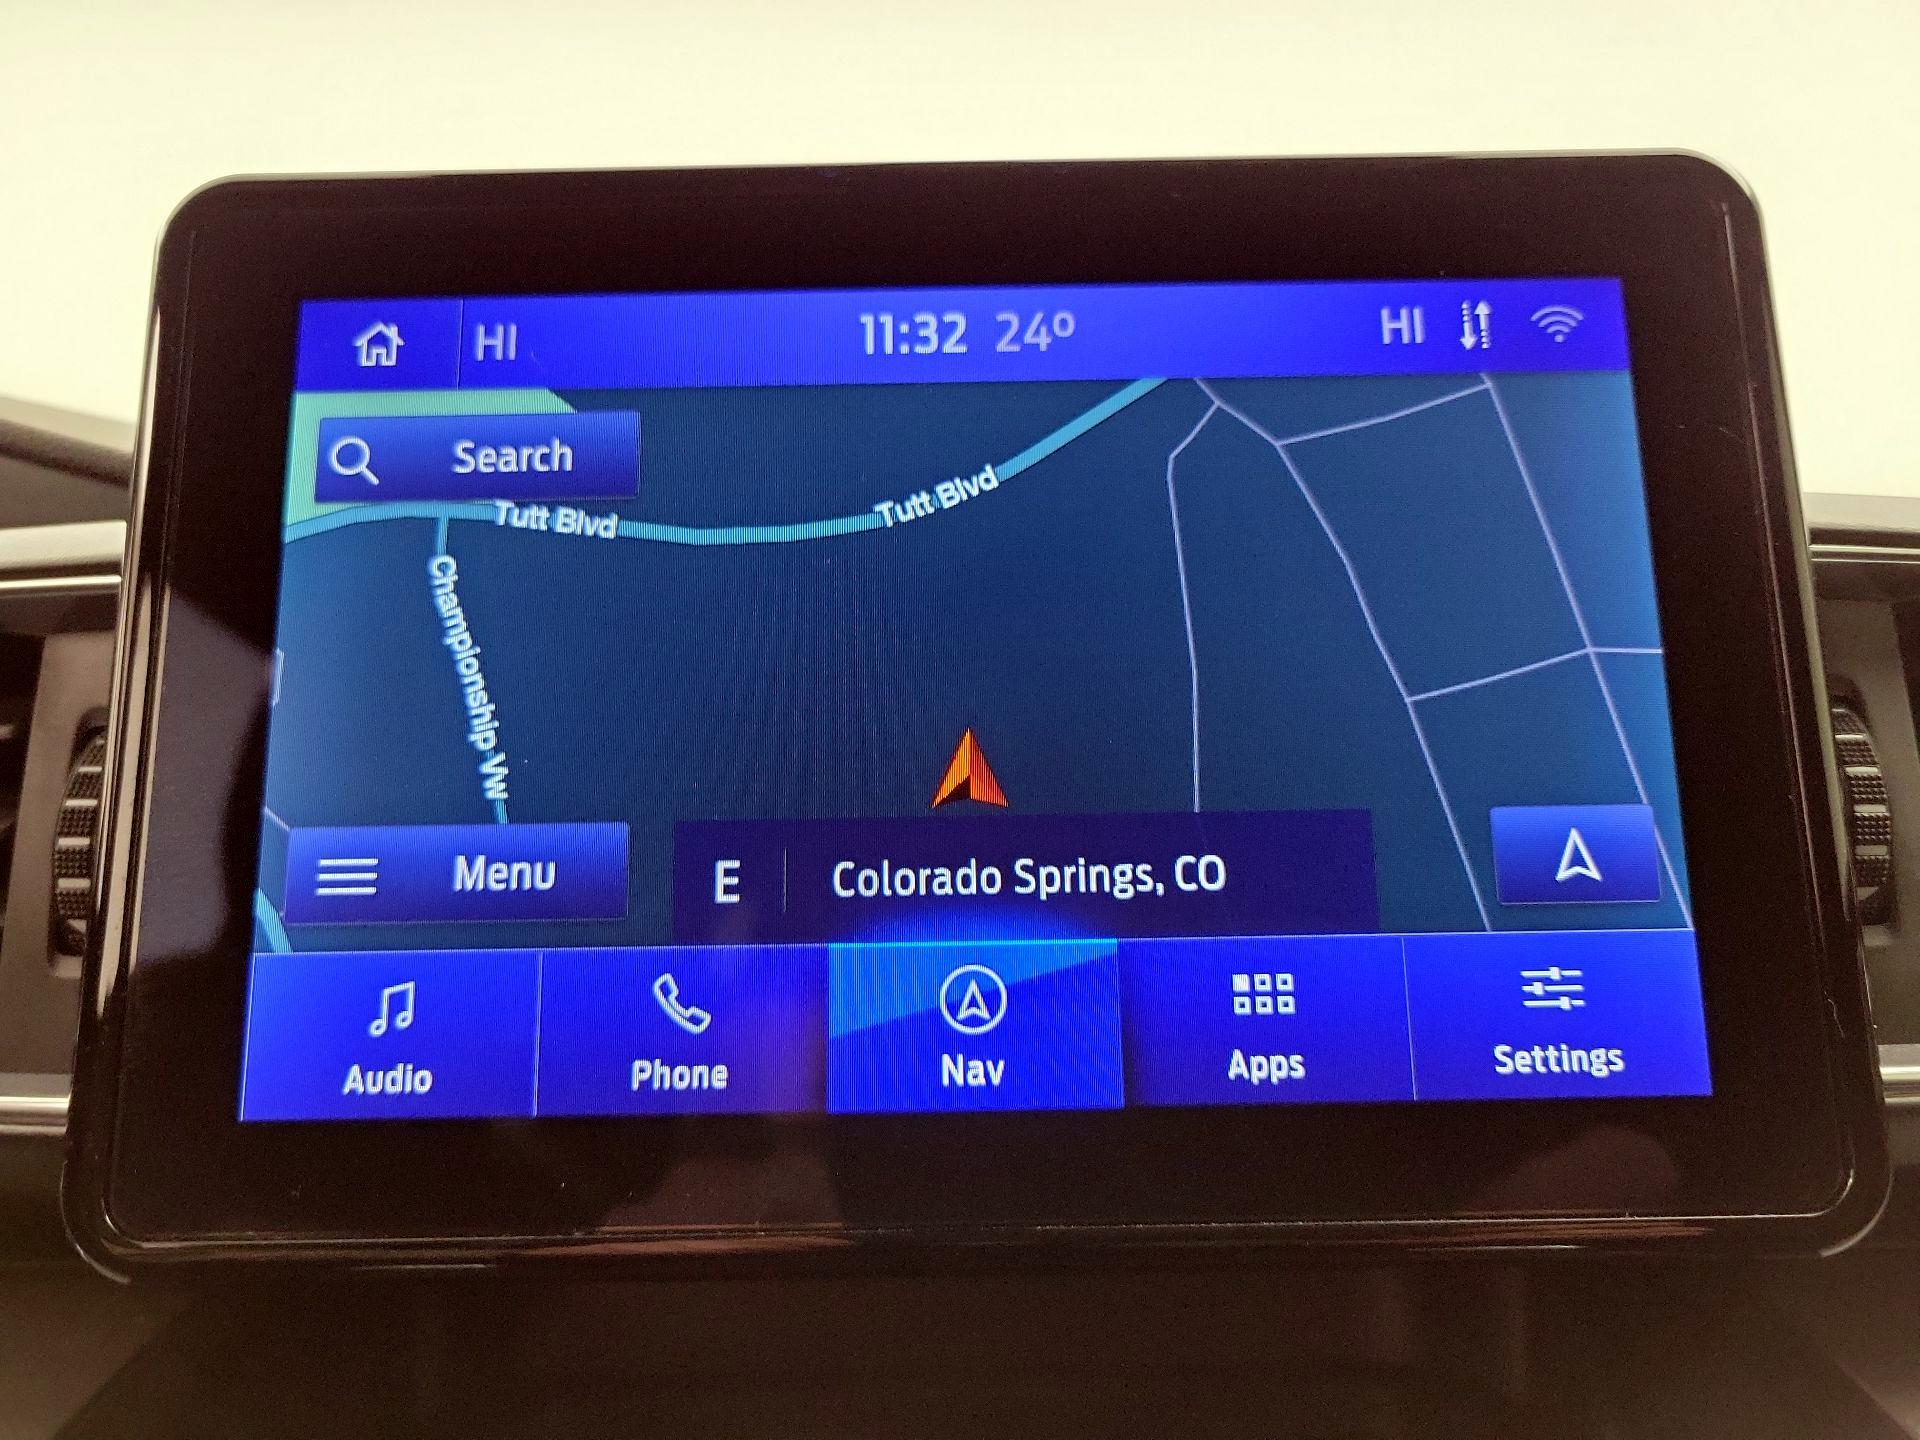 HI 11:32 24º HI
Search
Tutt Blvd
Tutt Blvd
Championship Vw
Menu
E Colorado Springs, CO
Audio Phone Nav Apps Settings